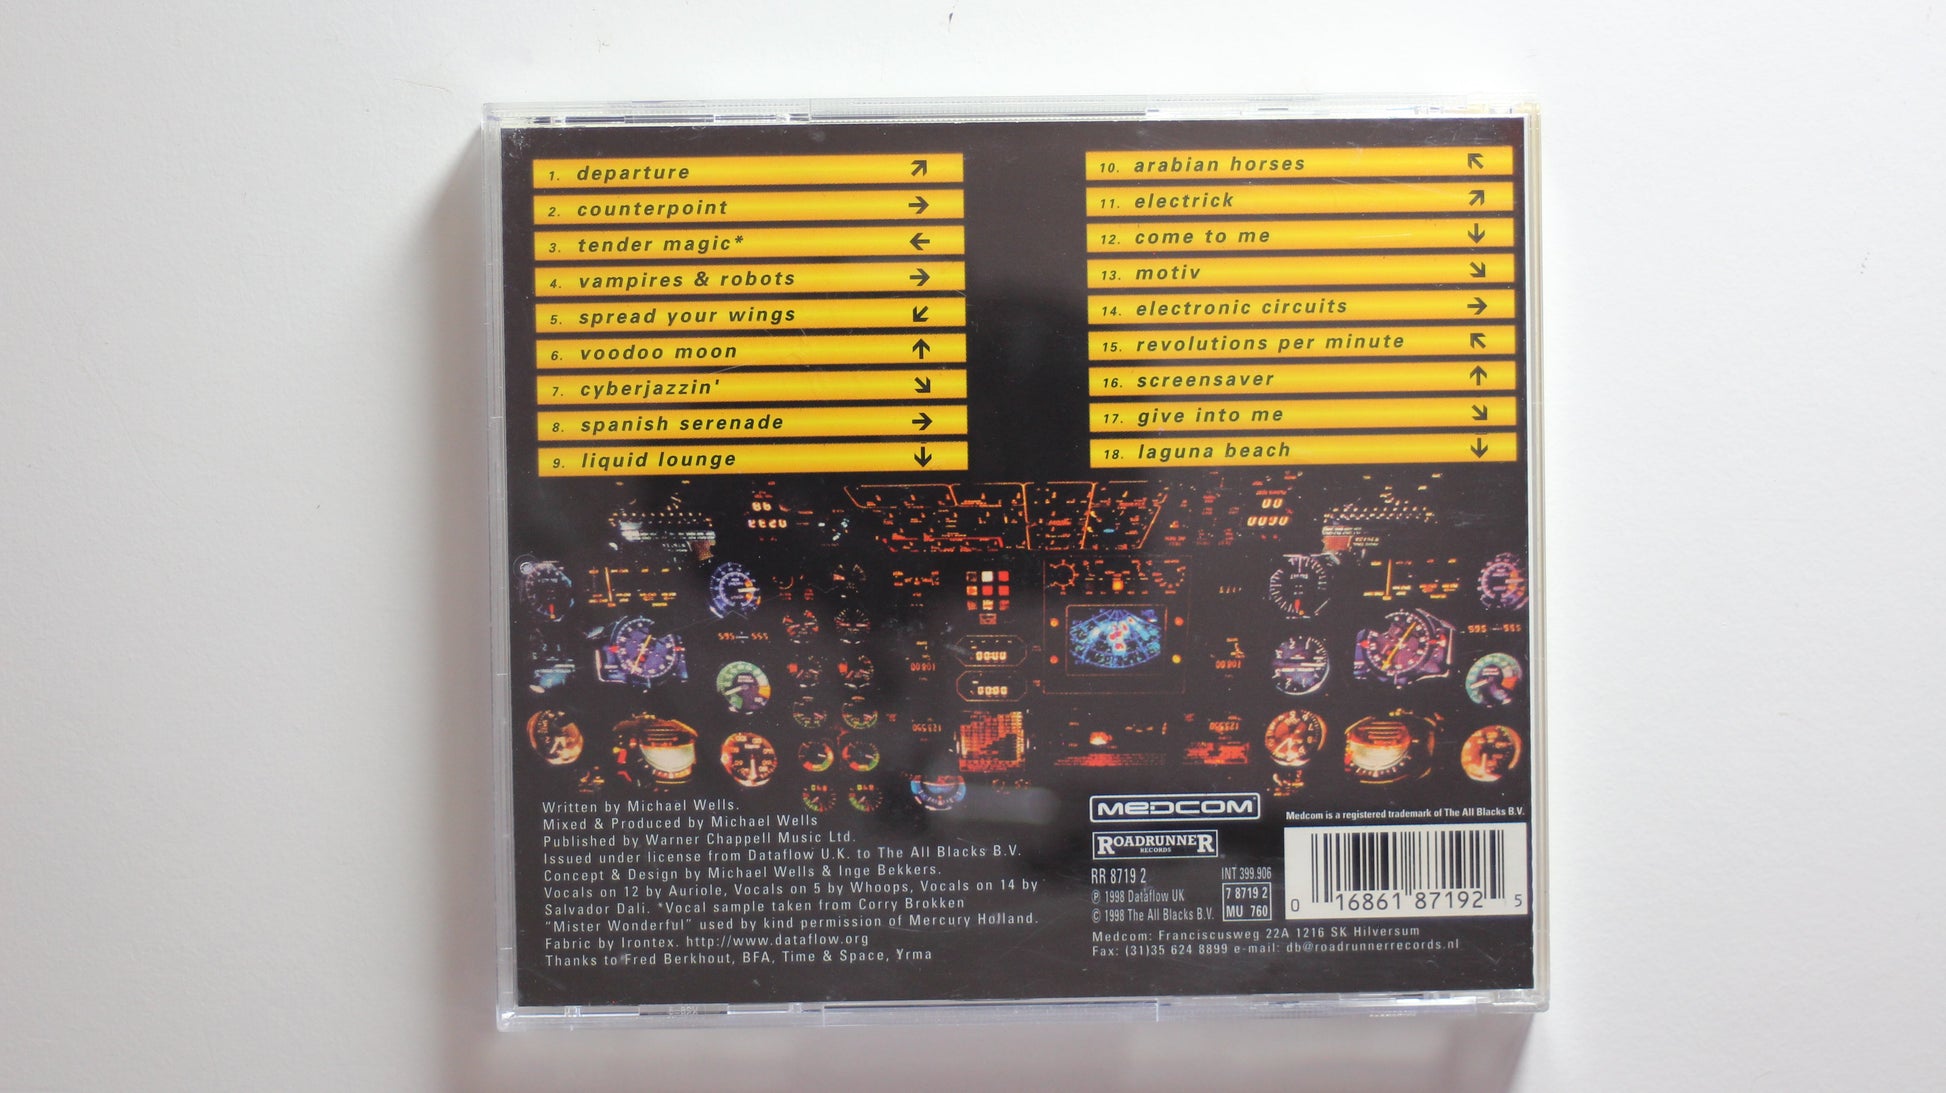 1. departure ↗
2. counterpoint →
3. tender magic* ←
4. vampires & robots →
5. spread your wings ↙
6. voodoo moon ↑
7. cyberjazzin' ↘
8. spanish serenade →
9. liquid lounge ↓
10. arabian horses ↖
11. electrick ↗
12. come to me ↓
13. motiv ↘
14. electronic circuits →
15. revolutions per minute ↖
16. screensaver ↑
17. give into me ↘
18. laguna beach ↓
Written by Michael Wells.
Mixed & Produced by Michael Wells
Published by Warner Chappell Music Ltd.
Issued under license from Dataflow U.K. to The All Blacks B.V.
Concept & Design by Michael Wells & Inge Bekkers.
Vocals on 12 by Auriole, Vocals on 5 by Whoops, Vocals on 14 by
Salvador Dali. *Vocal sample taken from Corry Brokken
"Mister Wonderful" used by kind permission of Mercury Holland.
Fabric by Irontex. http://www.dataflow.org
Thanks to Fred Berkhout, BFA, Time & Space, Yrma
MEDCOM
Medcom is a registered trademark of The All Blacks B.V.
ROADRUNNER
RECORDS
RR 8719 2
℗ 1998 Dataflow UK
© 1998 The All Blacks B.V.
INT 399.906
7 8719 2
MU 760
0 16861 87192 5
Medcom: Franciscusweg 22A 1216 SK Hilversum
Fax: (31)35 624 8899 e-mail: db@roadrunnerrecords.nl